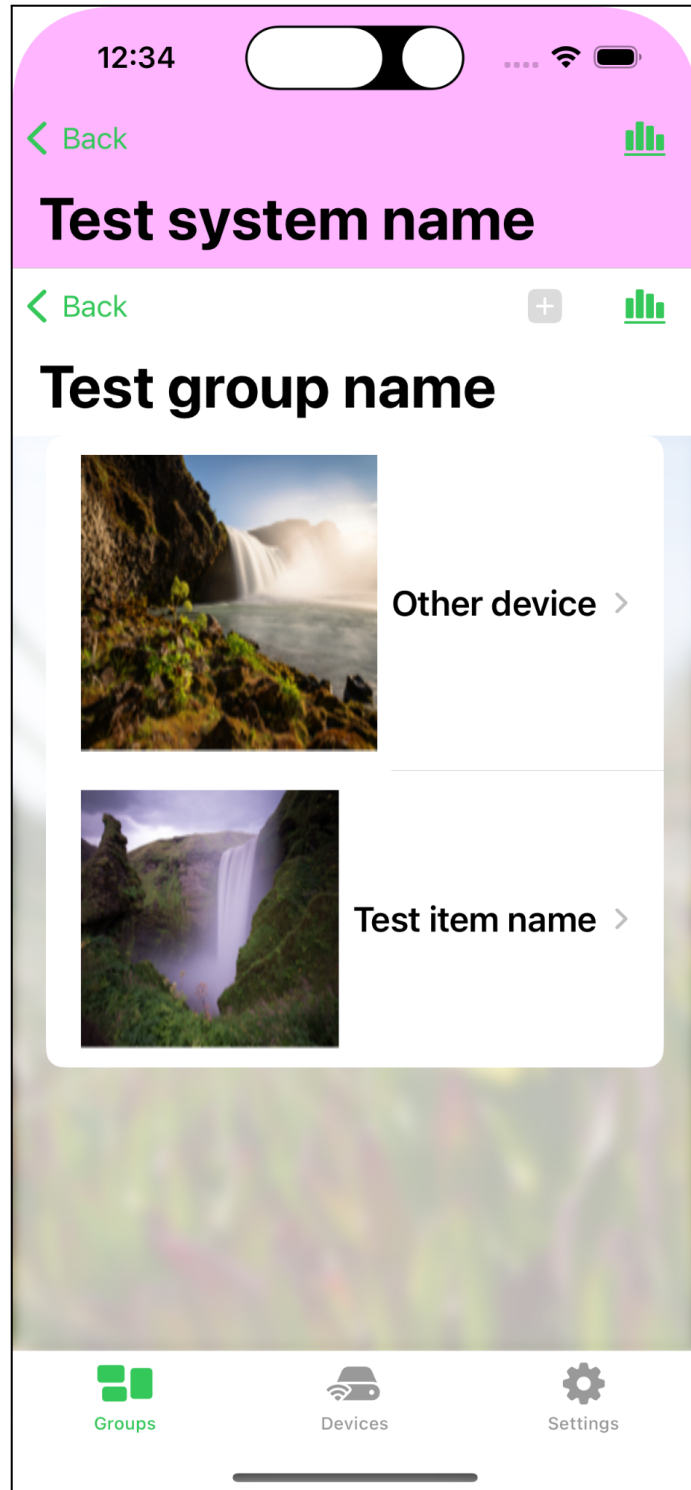 12:34
Back
Test system name
Back
Test group name
Other device
Test item name
Groups
Devices
Settings